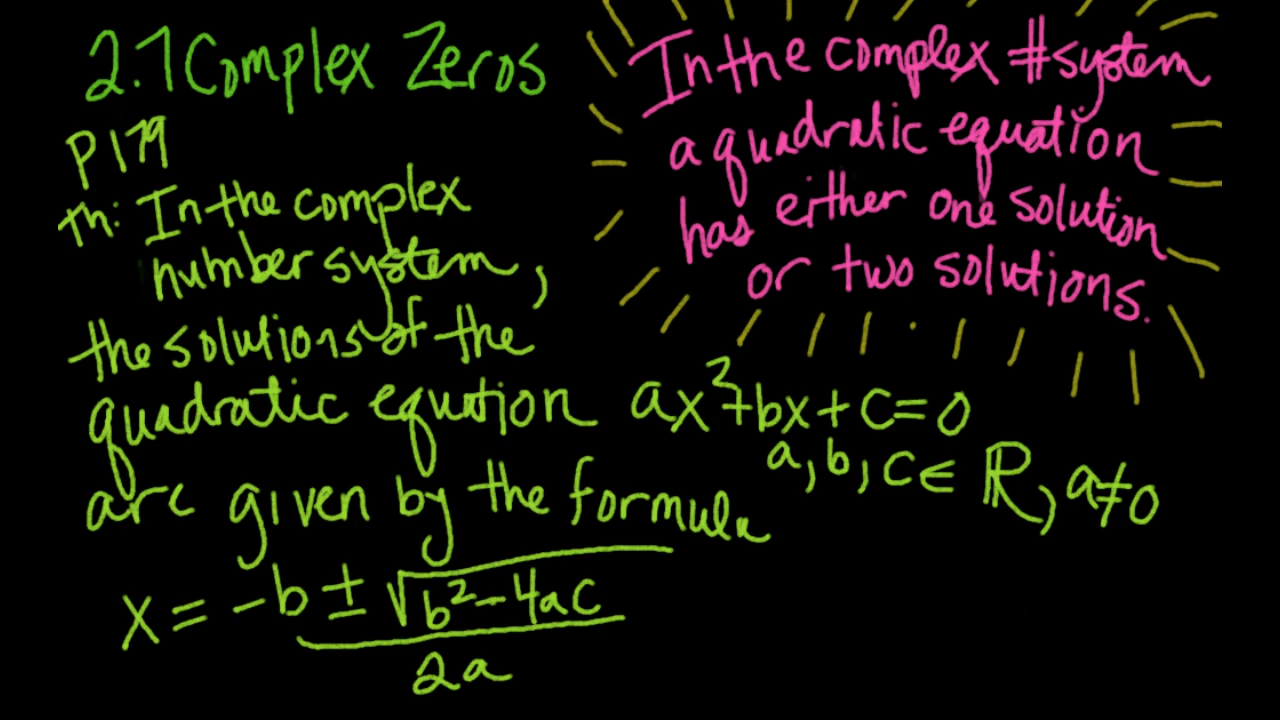 2.7 Complex Zeros
P179
Th: In the complex
number system,
the solutions of the
quadratic equation ax²+bx+c=0
a,b,c∈ℝ, a≠0
are given by the formula
x = -b ± √b²-4ac
2a
In the complex # system
a quadratic equation
has either one solution
or two solutions.